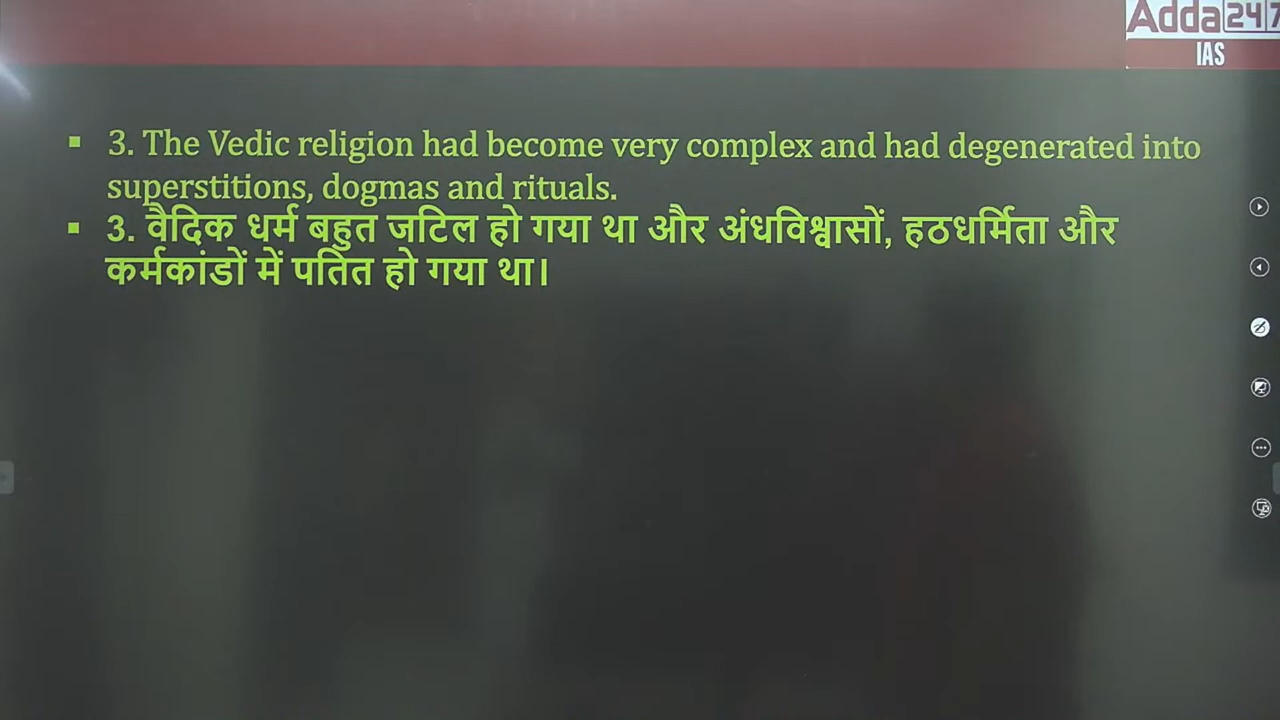 Adda247
IAS
▪ 3. The Vedic religion had become very complex and had degenerated into
superstitions, dogmas and rituals.
▪ 3. वैदिक धर्म बहुत जटिल हो गया था और अंधविश्वासों, हठधर्मिता और
कर्मकांडों में पतित हो गया था।